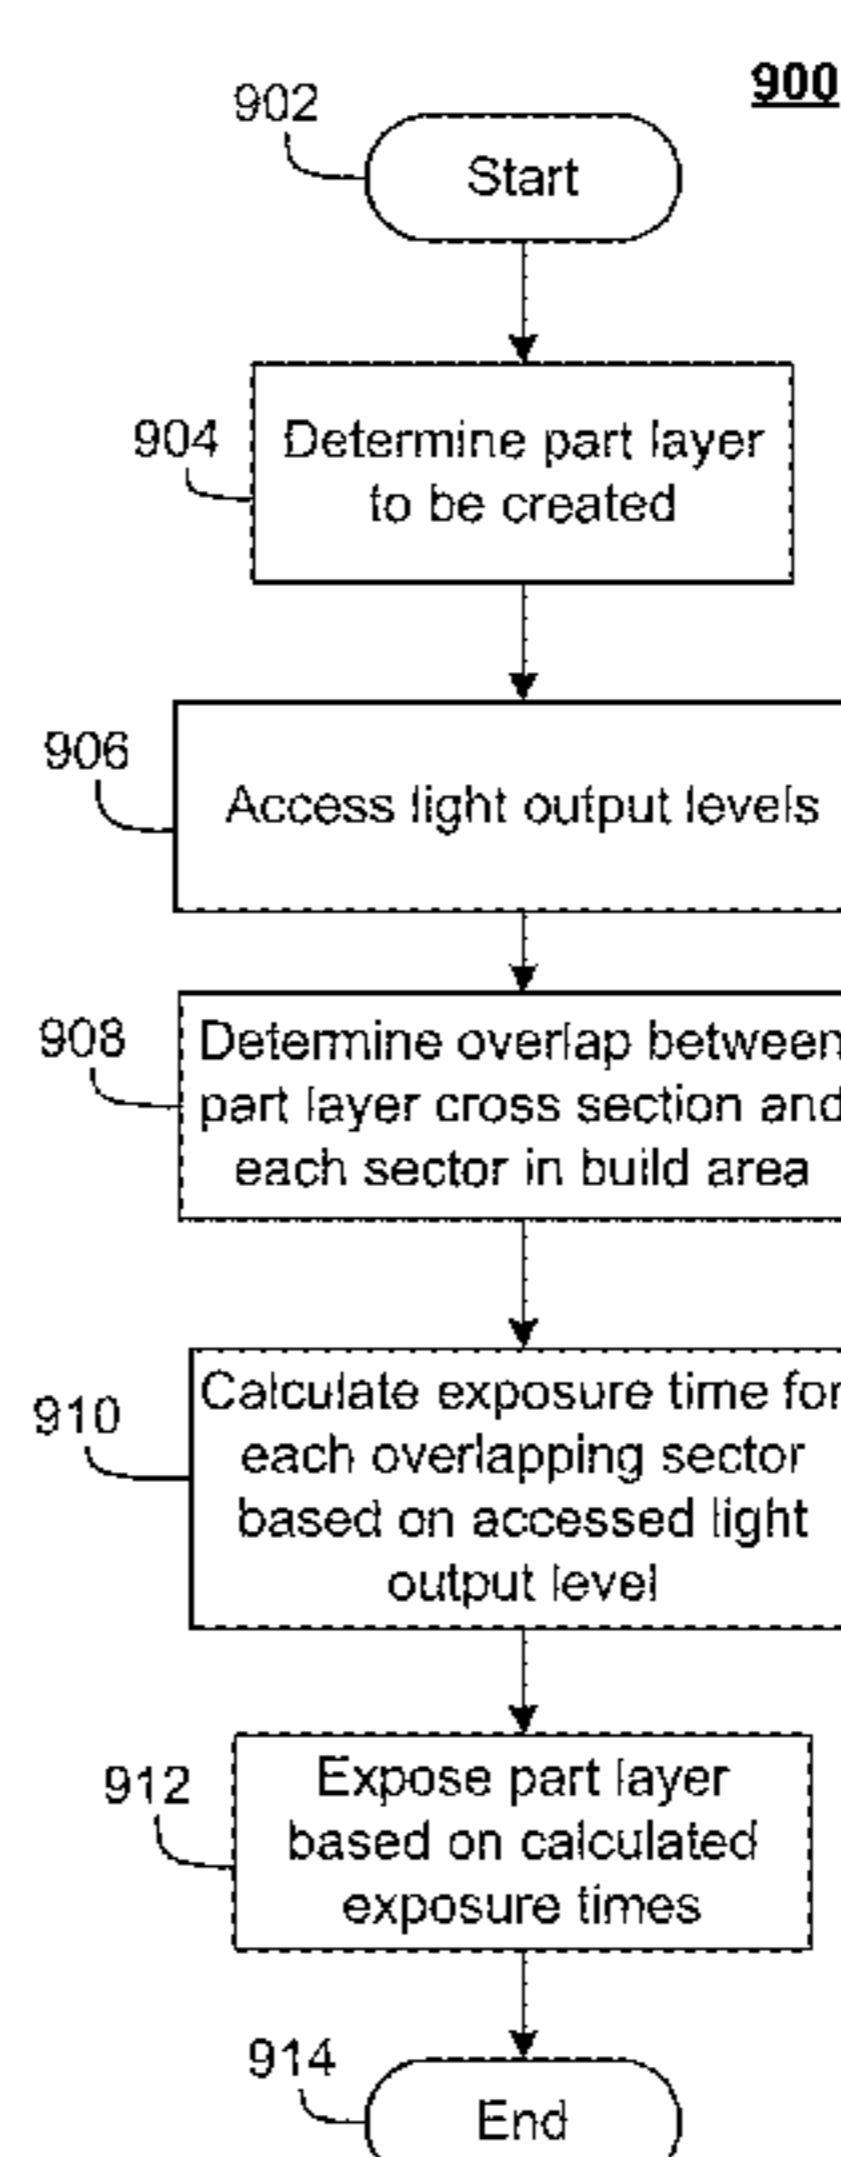 900
902
Start
904
Determine part layer
to be created
906
Access light output levels
908
Determine overlap between
part layer cross section and
each sector in build area
910
Calculate exposure time for
each overlapping sector
based on accessed light
output level
912
Expose part layer
based on calculated
exposure times
914
End